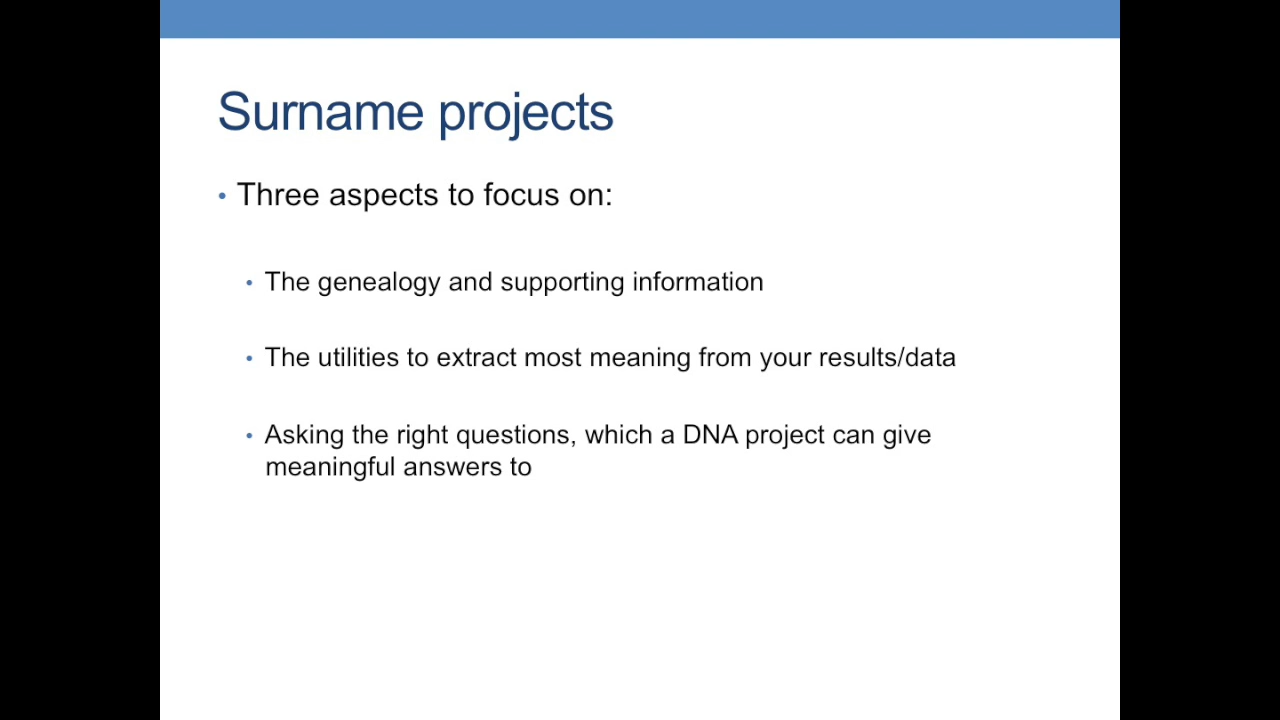 Surname projects
• Three aspects to focus on:
• The genealogy and supporting information
• The utilities to extract most meaning from your results/data
• Asking the right questions, which a DNA project can give
meaningful answers to